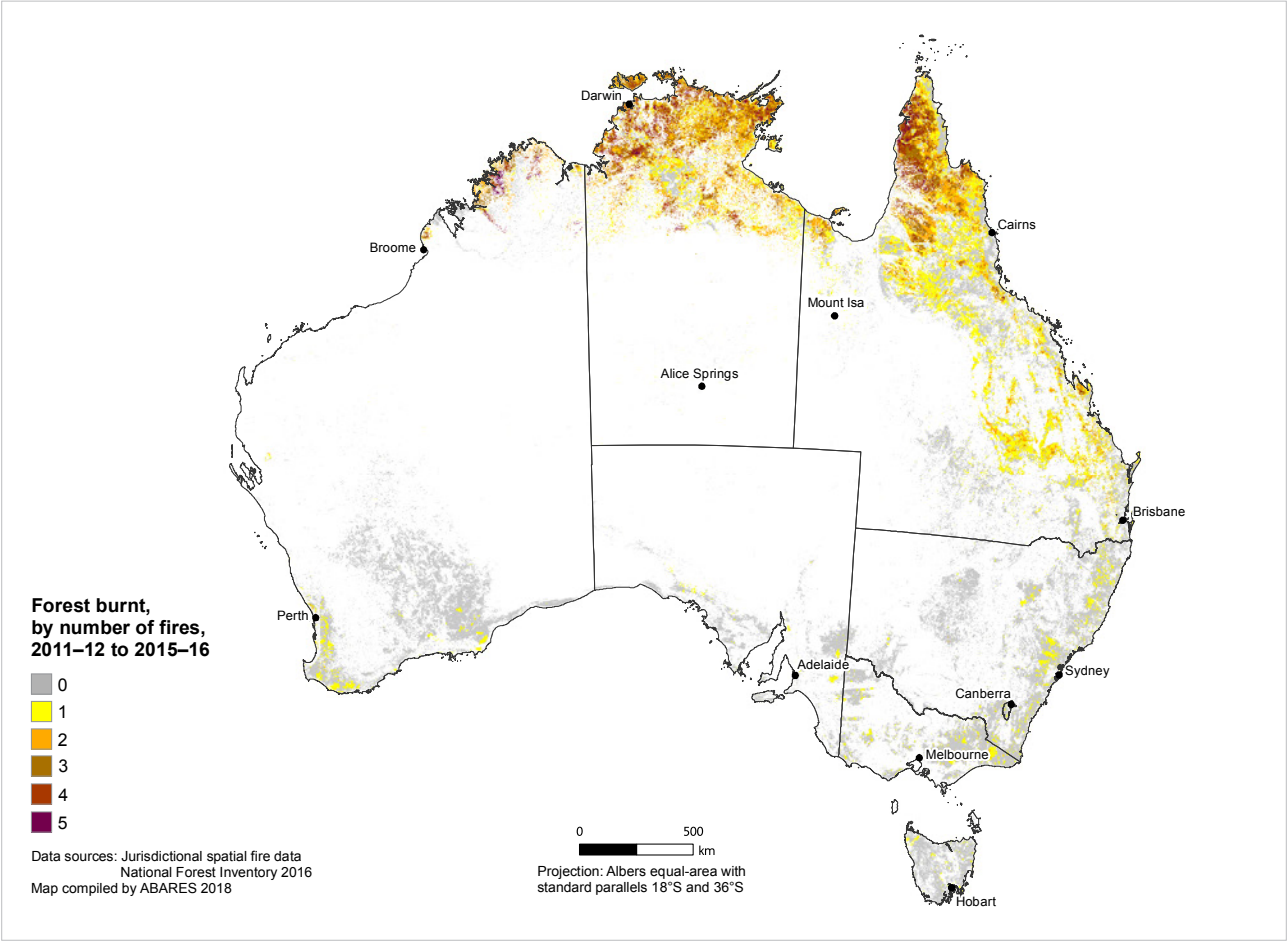 Darwin
Cairns
Broome
Mount Isa
Alice Springs
Brisbane
Forest burnt,
by number of fires,
2011–12 to 2015–16
Perth
0
1
2
3
4
5
Adelaide
Sydney
Canberra
Melbourne
Hobart
0 500
km
Projection: Albers equal-area with
standard parallels 18°S and 36°S
Data sources: Jurisdictional spatial fire data
National Forest Inventory 2016
Map compiled by ABARES 2018